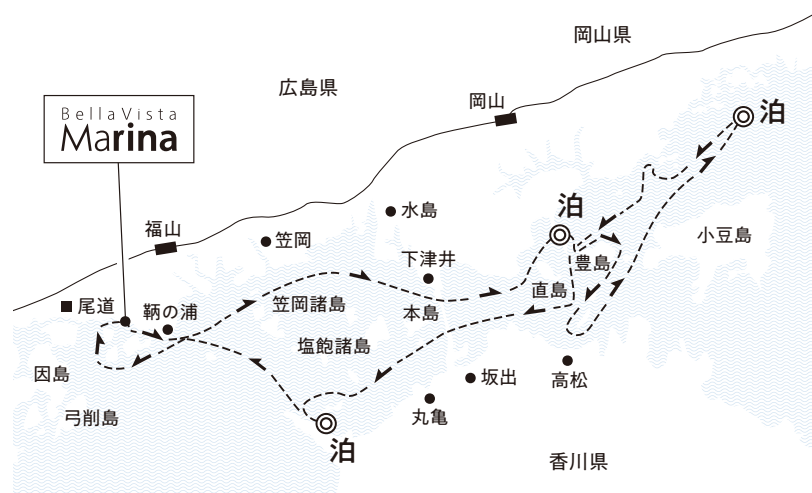 岡山県
広島県
岡山
BellaVista
Marina
泊
水島
泊
福山
笠岡
小豆島
下津井
豊島
直島
尾道
鞆の浦
笠岡諸島
本島
塩飽諸島
因島
坂出
高松
弓削島
丸亀
泊
香川県